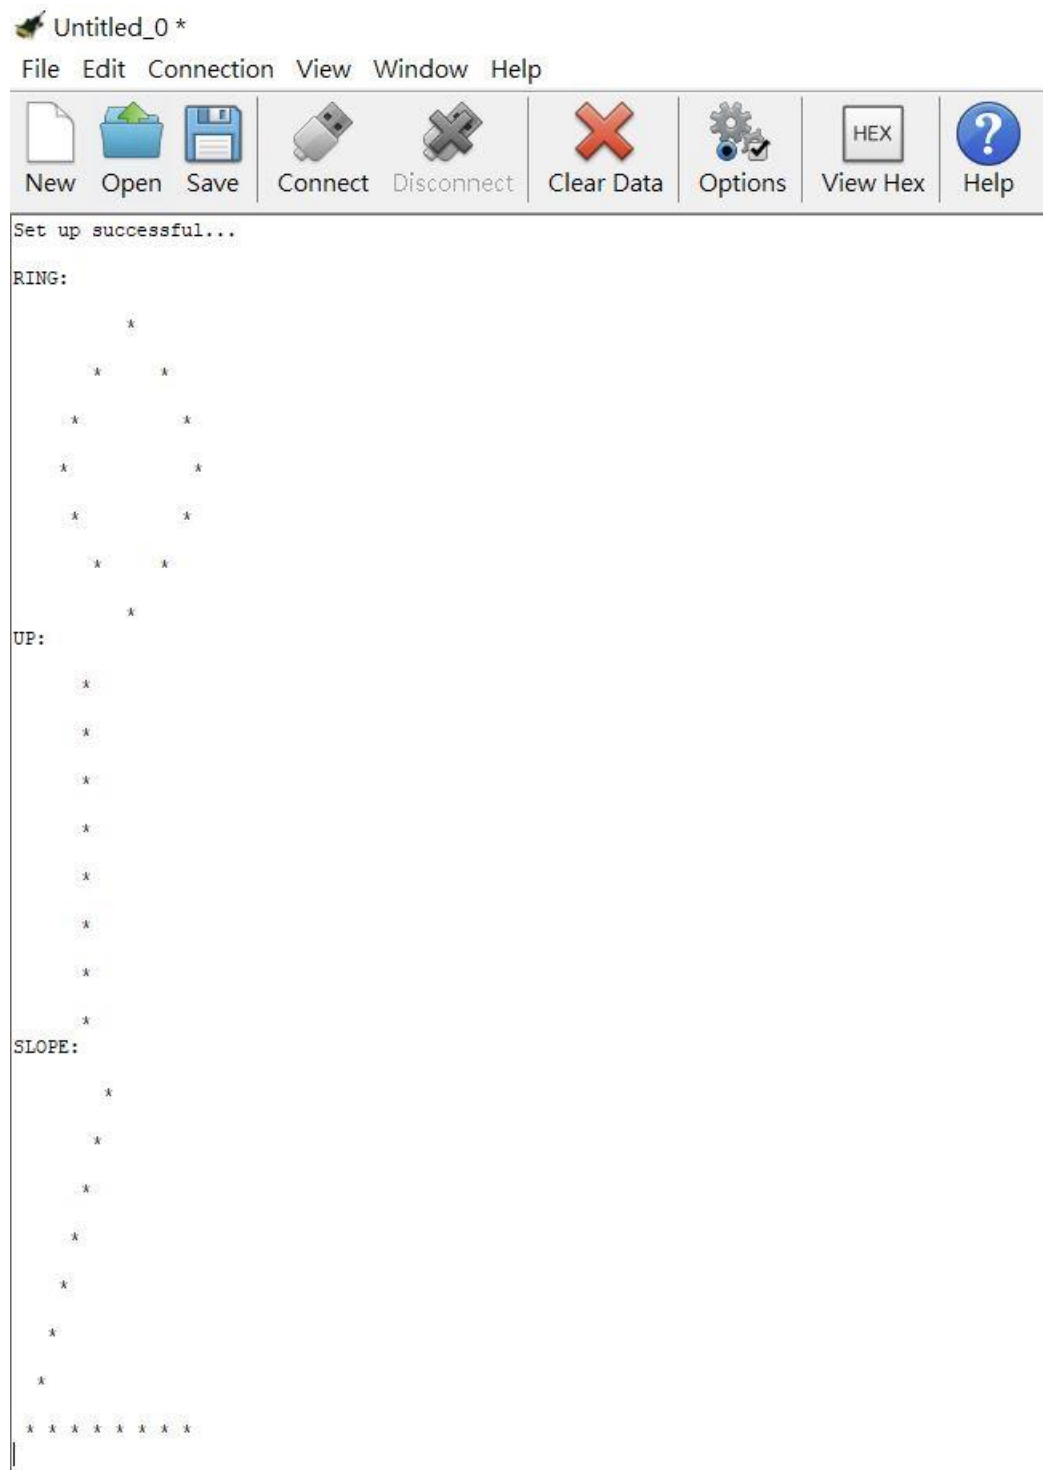 Untitled_0 *
File Edit Connection View Window Help
New Open Save Connect Disconnect Clear Data Options HEX View Hex ? Help
Set up successful...
RING:
*
* *
* *
* *
* *
* *
*
UP:
*
*
*
*
*
*
*
*
SLOPE:
*
*
*
*
*
*
*
* * * * * * * *